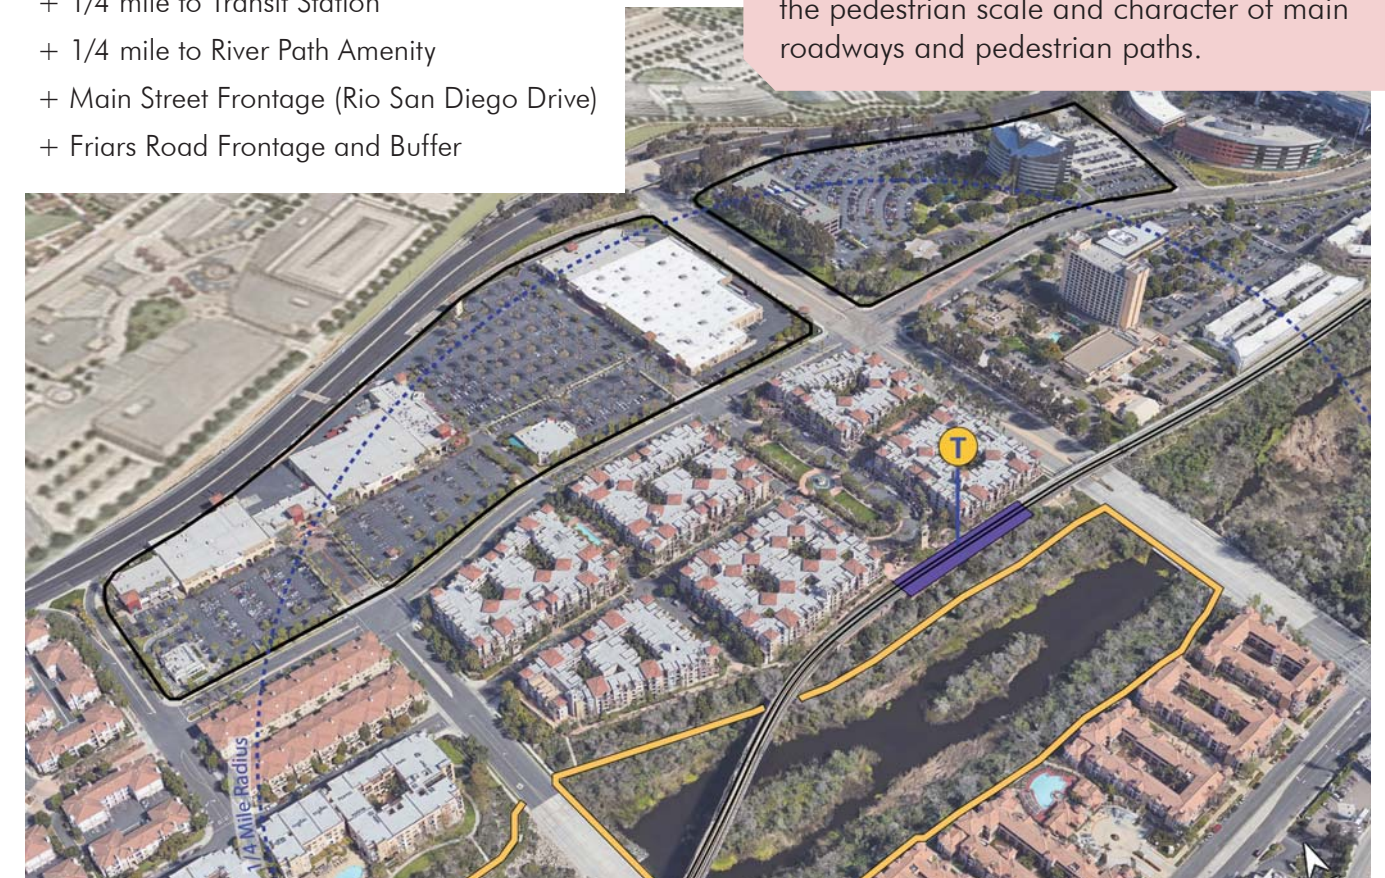 + 1/4 mile to Transit Station
+ 1/4 mile to River Path Amenity
+ Main Street Frontage (Rio San Diego Drive)
+ Friars Road Frontage and Buffer
the pedestrian scale and character of main
roadways and pedestrian paths.
T
1/4 Mile Radius